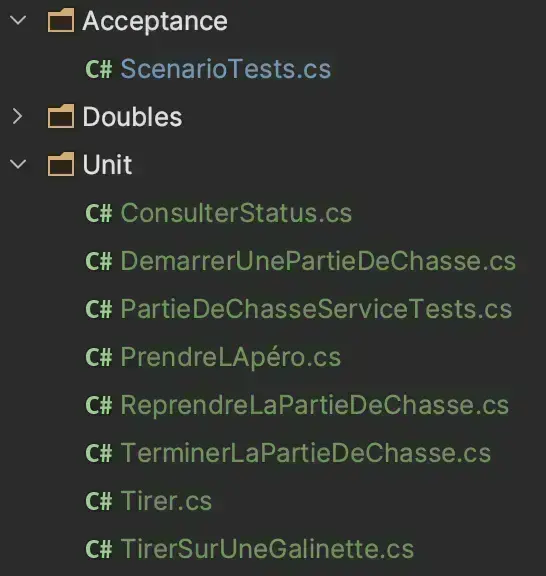 Acceptance
C# ScenarioTests.cs
Doubles
Unit
C# ConsulterStatus.cs
C# DemarrerUnePartieDeChasse.cs
C# PartieDeChasseServiceTests.cs
C# PrendreLApéro.cs
C# ReprendreLaPartieDeChasse.cs
C# TerminerLaPartieDeChasse.cs
C# Tirer.cs
C# TirerSurUneGalinette.cs